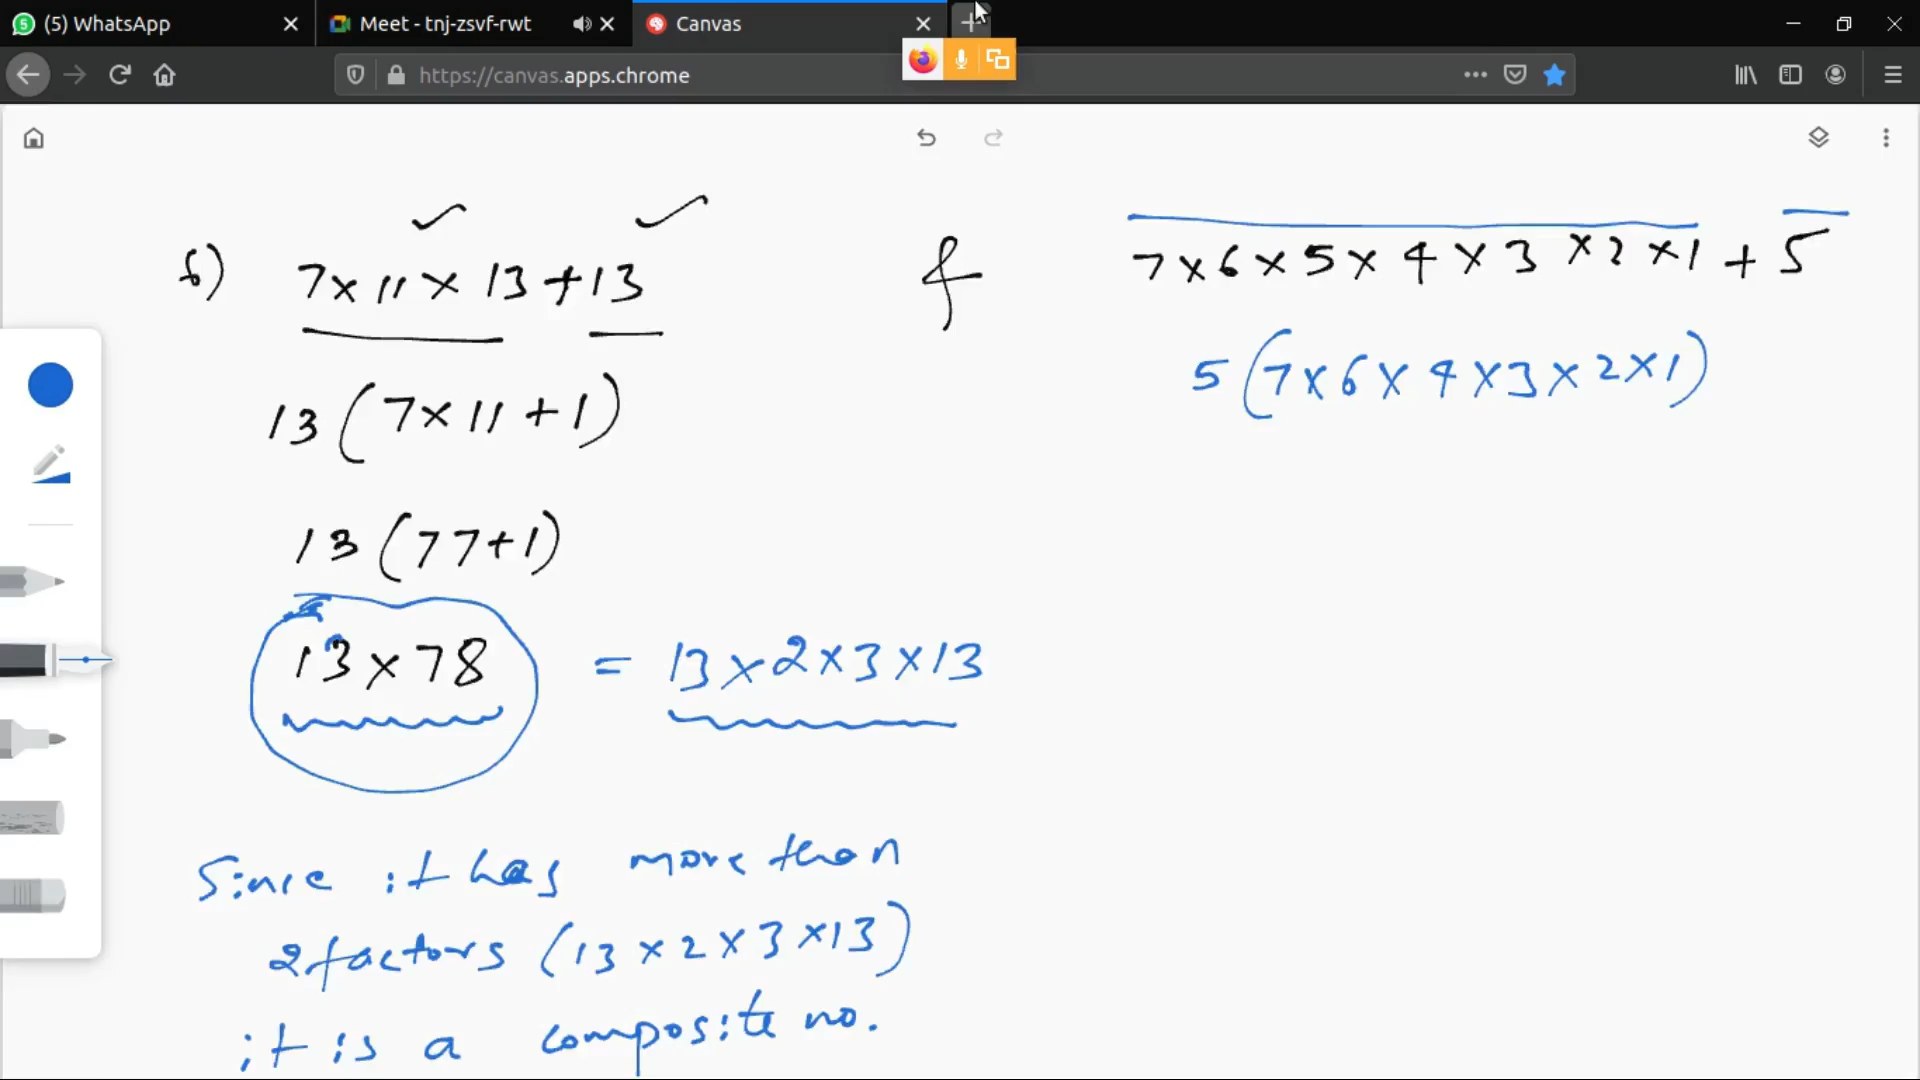 (5) WhatsApp
Meet - tnj-zsvf-rwt
Canvas
https://canvas.apps.chrome
6) 7×11×13+13 & 7×6×5×4×3×2×1+5
13(7×11+1)
5(7×6×4×3×2×1)
13(77+1)
13×78 = 13×2×3×13
Since it has more than
2 factors (13×2×3×13)
it is a composite no.